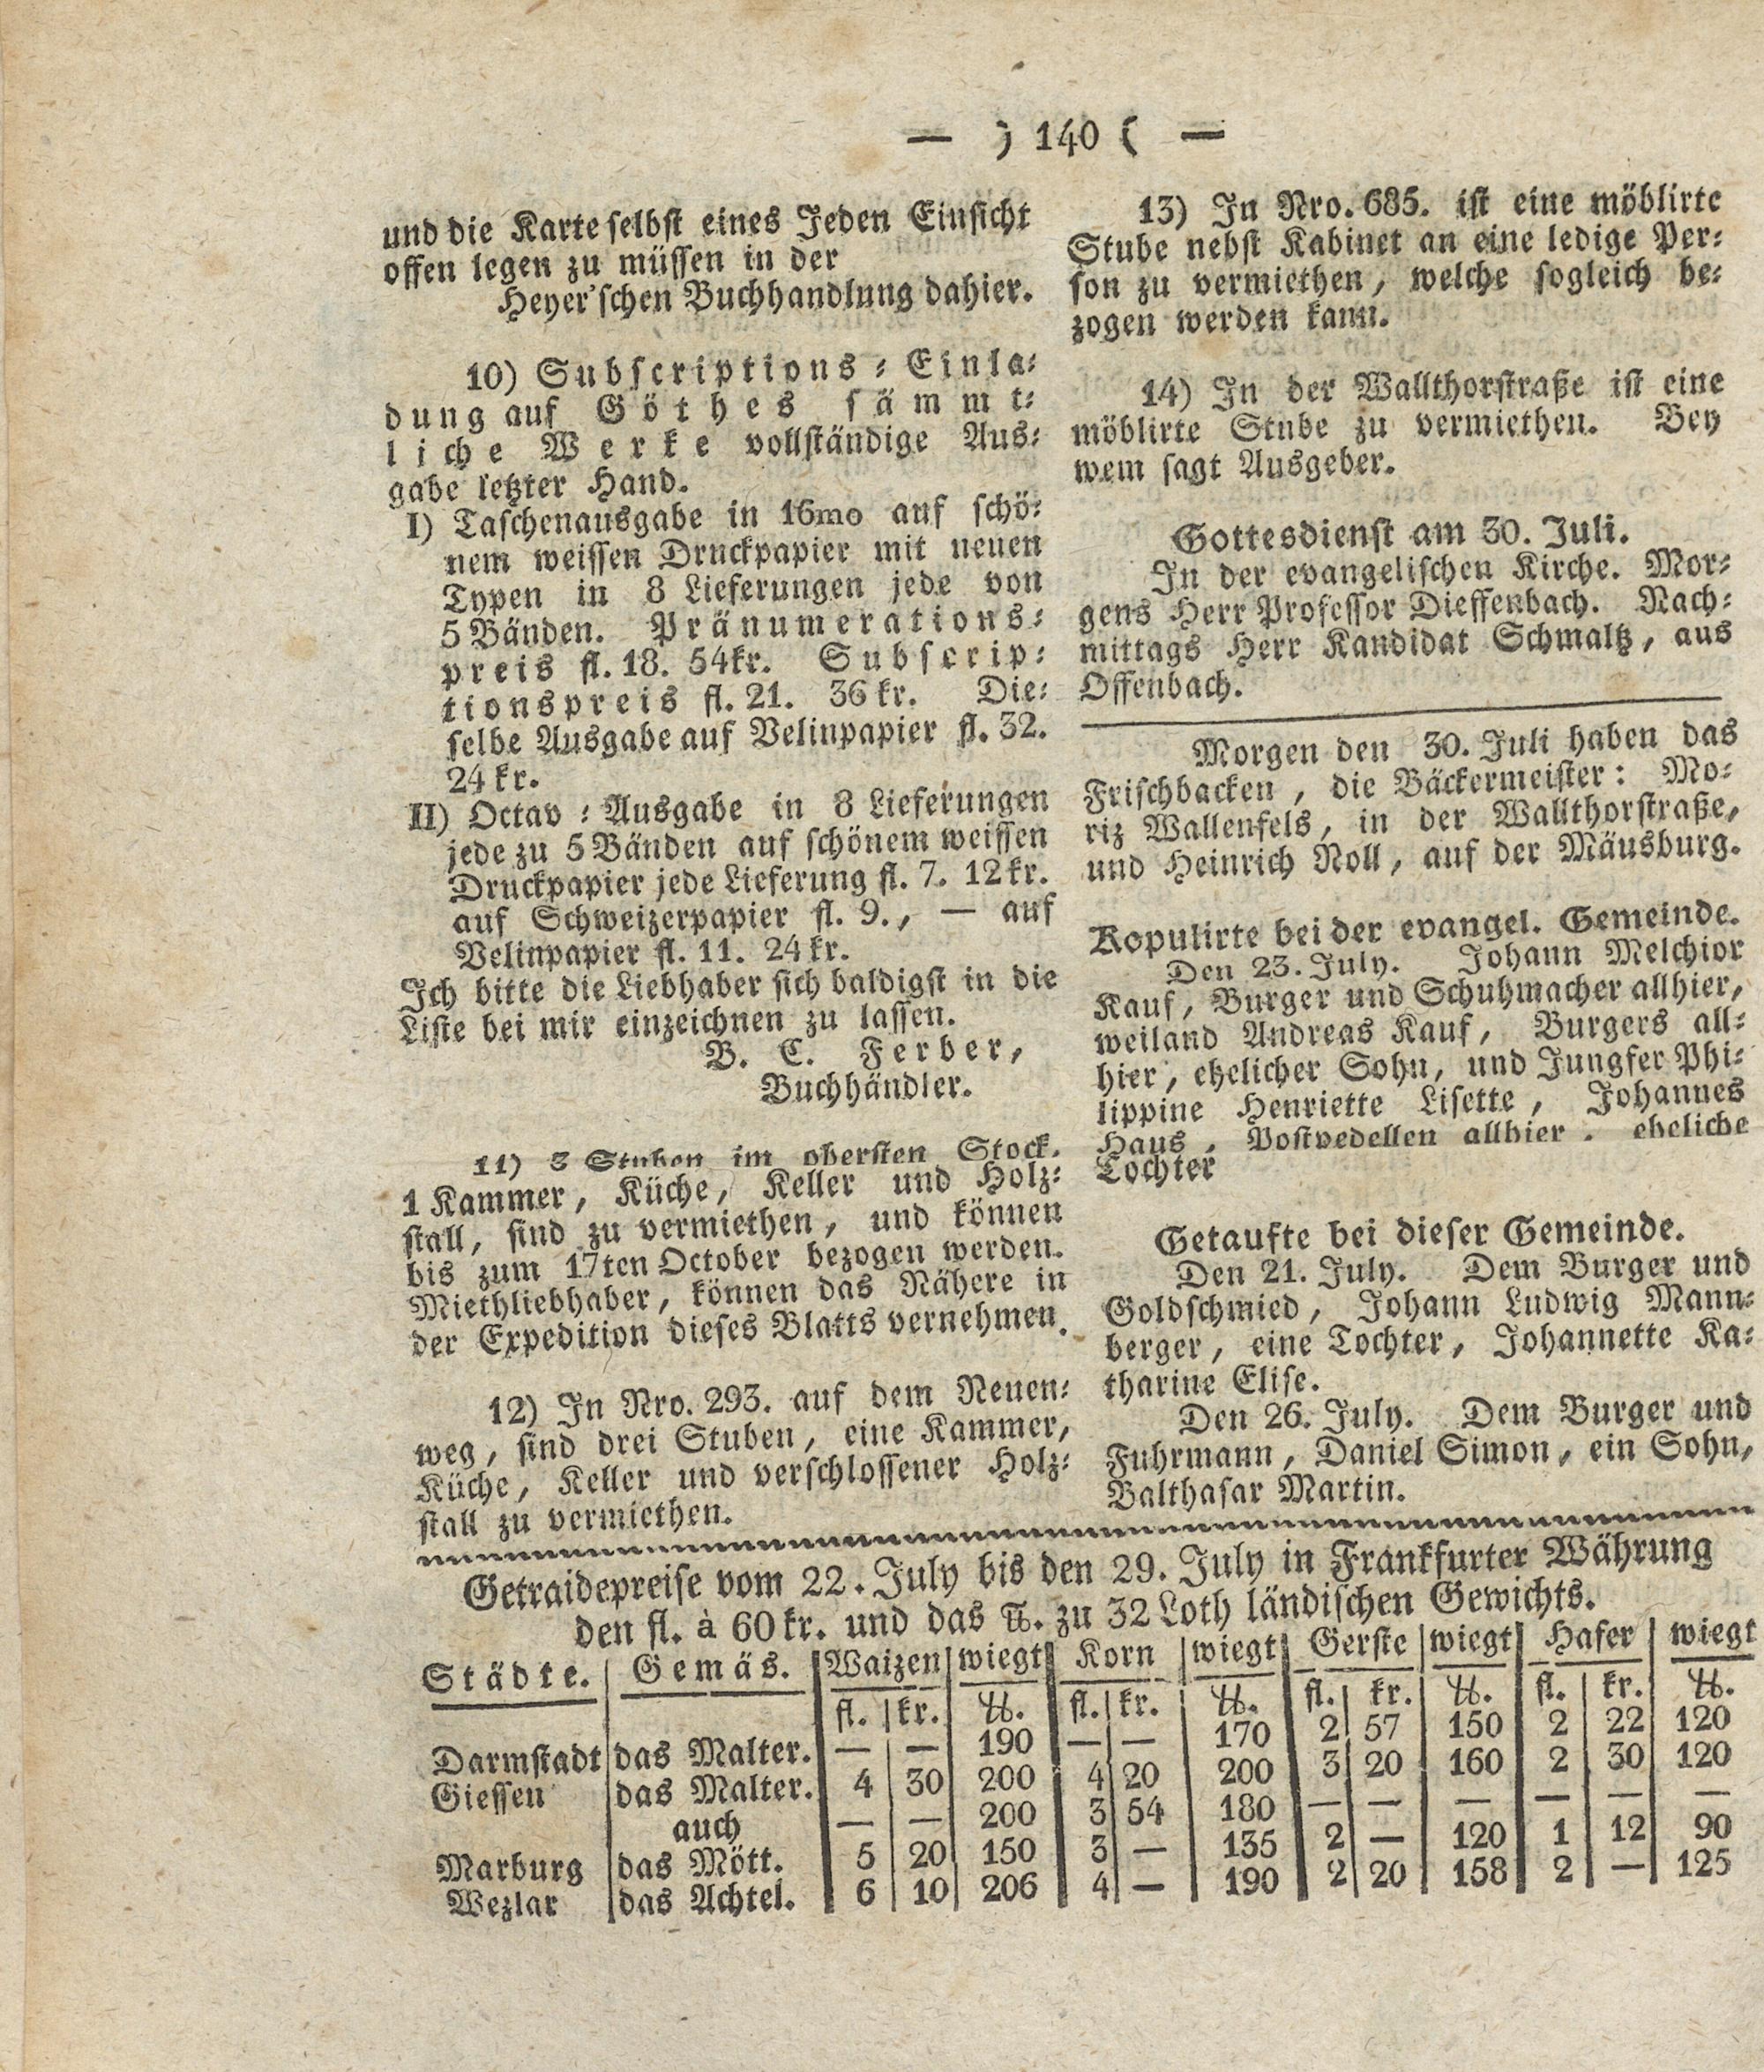 — ) 140 ( —
und die Karte selbst eines Jeden Einsicht
offen legen zu müssen in der
Heyer'schen Buchhandlung dahier.
10) Subscriptions-Einla-
dung auf Göthes sämmt-
liche Werke vollständige Aus-
gabe letzter Hand.
I) Taschenausgabe in 16mo auf schö-
nem weissen Druckpapier mit neuen
Typen in 8 Lieferungen jede von
5 Bänden. Pränumerations-
preis fl. 18. 54kr. Subscrip-
tionspreis fl. 21. 36 kr. Die-
selbe Ausgabe auf Velinpapier fl. 32.
24 kr.
II) Octav-Ausgabe in 8 Lieferungen
jede zu 5 Bänden auf schönem weissen
Druckpapier jede Lieferung fl. 7. 12 kr.
auf Schweizerpapier fl. 9., — auf
Velinpapier fl. 11. 24 kr.
Ich bitte die Liebhaber sich baldigst in die
Liste bei mir einzeichnen zu lassen.
B. C. Ferber,
Buchhändler.
11) 3 Stuben im obersten Stock,
1 Kammer, Küche, Keller und Holz-
stall, sind zu vermiethen, und können
bis zum 17ten October bezogen werden.
Miethliebhaber, können das Nähere in
der Expedition dieses Blatts vernehmen.
12) In Nro. 293. auf dem Neuen-
weg, sind drei Stuben, eine Kammer,
Küche, Keller und verschlossener Holz-
stall zu vermiethen.
13) In Nro. 685. ist eine möblirte
Stube nebst Kabinet an eine ledige Per-
son zu vermiethen, welche sogleich be-
zogen werden kann.
14) In der Wallthorstraße ist eine
möblirte Stube zu vermiethen. Bey
wem sagt Ausgeber.
Gottesdienst am 30. Juli.
In der evangelischen Kirche. Mor-
gens Herr Professor Dieffenbach. Nach-
mittags Herr Kandidat Schmaltz, aus
Offenbach.
Morgen den 30. Juli haben das
Frischbacken, die Bäckermeister: Mo-
riz Wallenfels, in der Wallthorstraße,
und Heinrich Noll, auf der Mäusburg.
Kopulirte bei der evangel. Gemeinde.
Den 23. July. Johann Melchior
Kauf, Burger und Schuhmacher allhier,
weiland Andreas Kauf, Burgers all-
hier, ehelicher Sohn, und Jungfer Phi-
lippine Henriette Lisette, Johannes
Haus, Postpedellen allhier, eheliche
Tochter
Getaufte bei dieser Gemeinde.
Den 21. July. Dem Burger und
Goldschmied, Johann Ludwig Mann-
berger, eine Tochter, Johannette Ka-
tharine Elise.
Den 26. July. Dem Burger und
Fuhrmann, Daniel Simon, ein Sohn,
Balthasar Martin.
Getraidepreise vom 22. July bis den 29. July in Frankfurter Währung
den fl. à 60 kr. und das ℔. zu 32 Loth ländischen Gewichts.
Städte. Gemäs. Waizen wiegt Korn wiegt Gerste wiegt Hafer wiegt
fl. kr. ℔. fl. kr. ℔. fl. kr. ℔. fl. kr. ℔.
Darmstadt das Malter. — — 190 — — 170 2 57 150 2 22 120
Giessen das Malter. 4 30 200 4 20 200 3 20 160 2 30 120
auch — — 200 3 54 180 — — — — — —
Marburg das Mött. 5 20 150 3 — 135 2 — 120 1 12 90
Wezlar das Achtel. 6 10 206 4 — 190 2 20 158 2 — 125